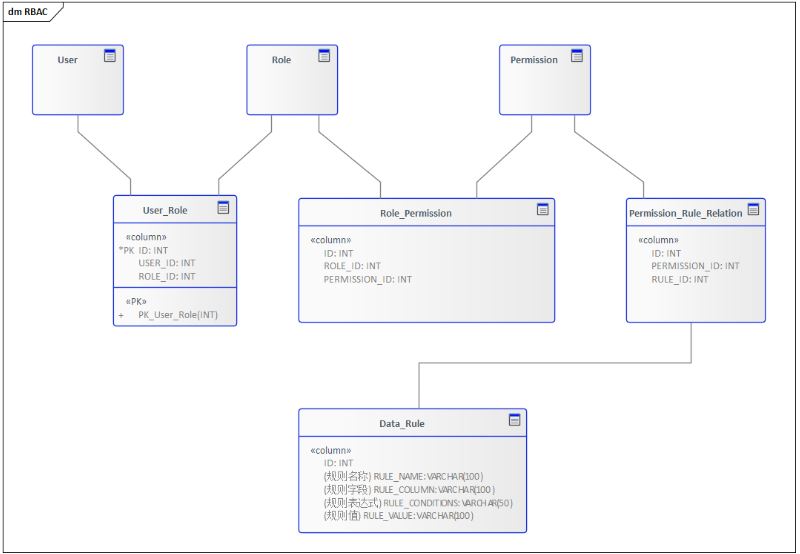 dm RBAC
User
Role
Permission
User_Role
«column»
*PK ID: INT
USER_ID: INT
ROLE_ID: INT
«PK»
+ PK_User_Role(INT)
Role_Permission
«column»
ID: INT
ROLE_ID: INT
PERMISSION_ID: INT
Permission_Rule_Relation
«column»
ID: INT
PERMISSION_ID: INT
RULE_ID: INT
Data_Rule
«column»
ID: INT
(规则名称) RULE_NAME: VARCHAR(100)
(规则字段) RULE_COLUMN: VARCHAR(100)
(规则表达式) RULE_CONDITIONS: VARCHAR(50)
(规则值) RULE_VALUE: VARCHAR(100)